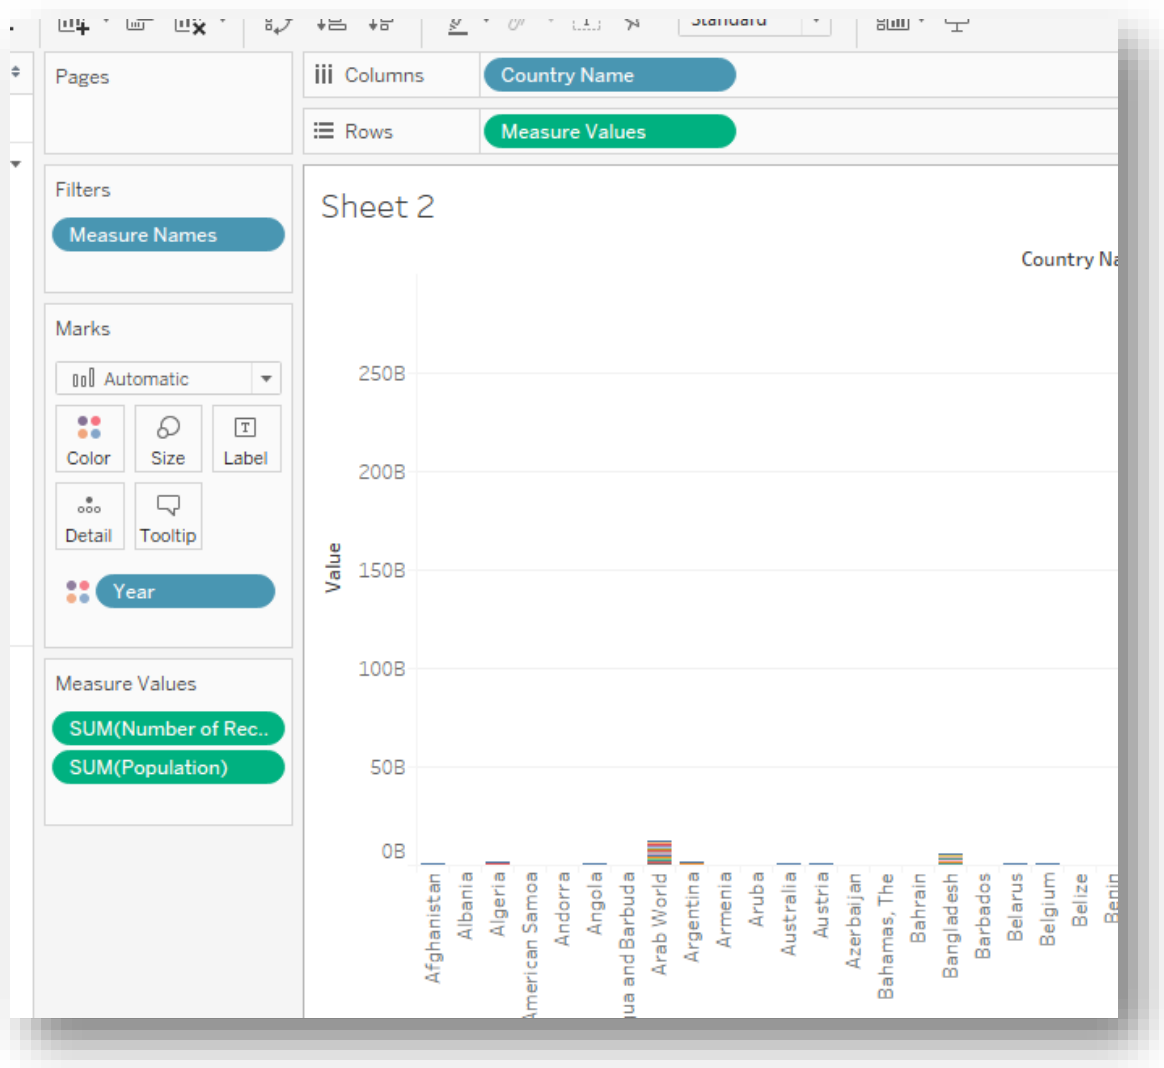 Standard
Pages
Columns
Country Name
Rows
Measure Values
Filters
Measure Names
Sheet 2
Country Na
Marks
Automatic
Color
Size
T
Label
Detail
Tooltip
Year
Measure Values
SUM(Number of Rec..
SUM(Population)
Value
250B
200B
150B
100B
50B
0B
Afghanistan
Albania
Algeria
American Samoa
Andorra
Angola
gua and Barbuda
Arab World
Argentina
Armenia
Aruba
Australia
Austria
Azerbaijan
Bahamas, The
Bahrain
Bangladesh
Barbados
Belarus
Belgium
Belize
Benin